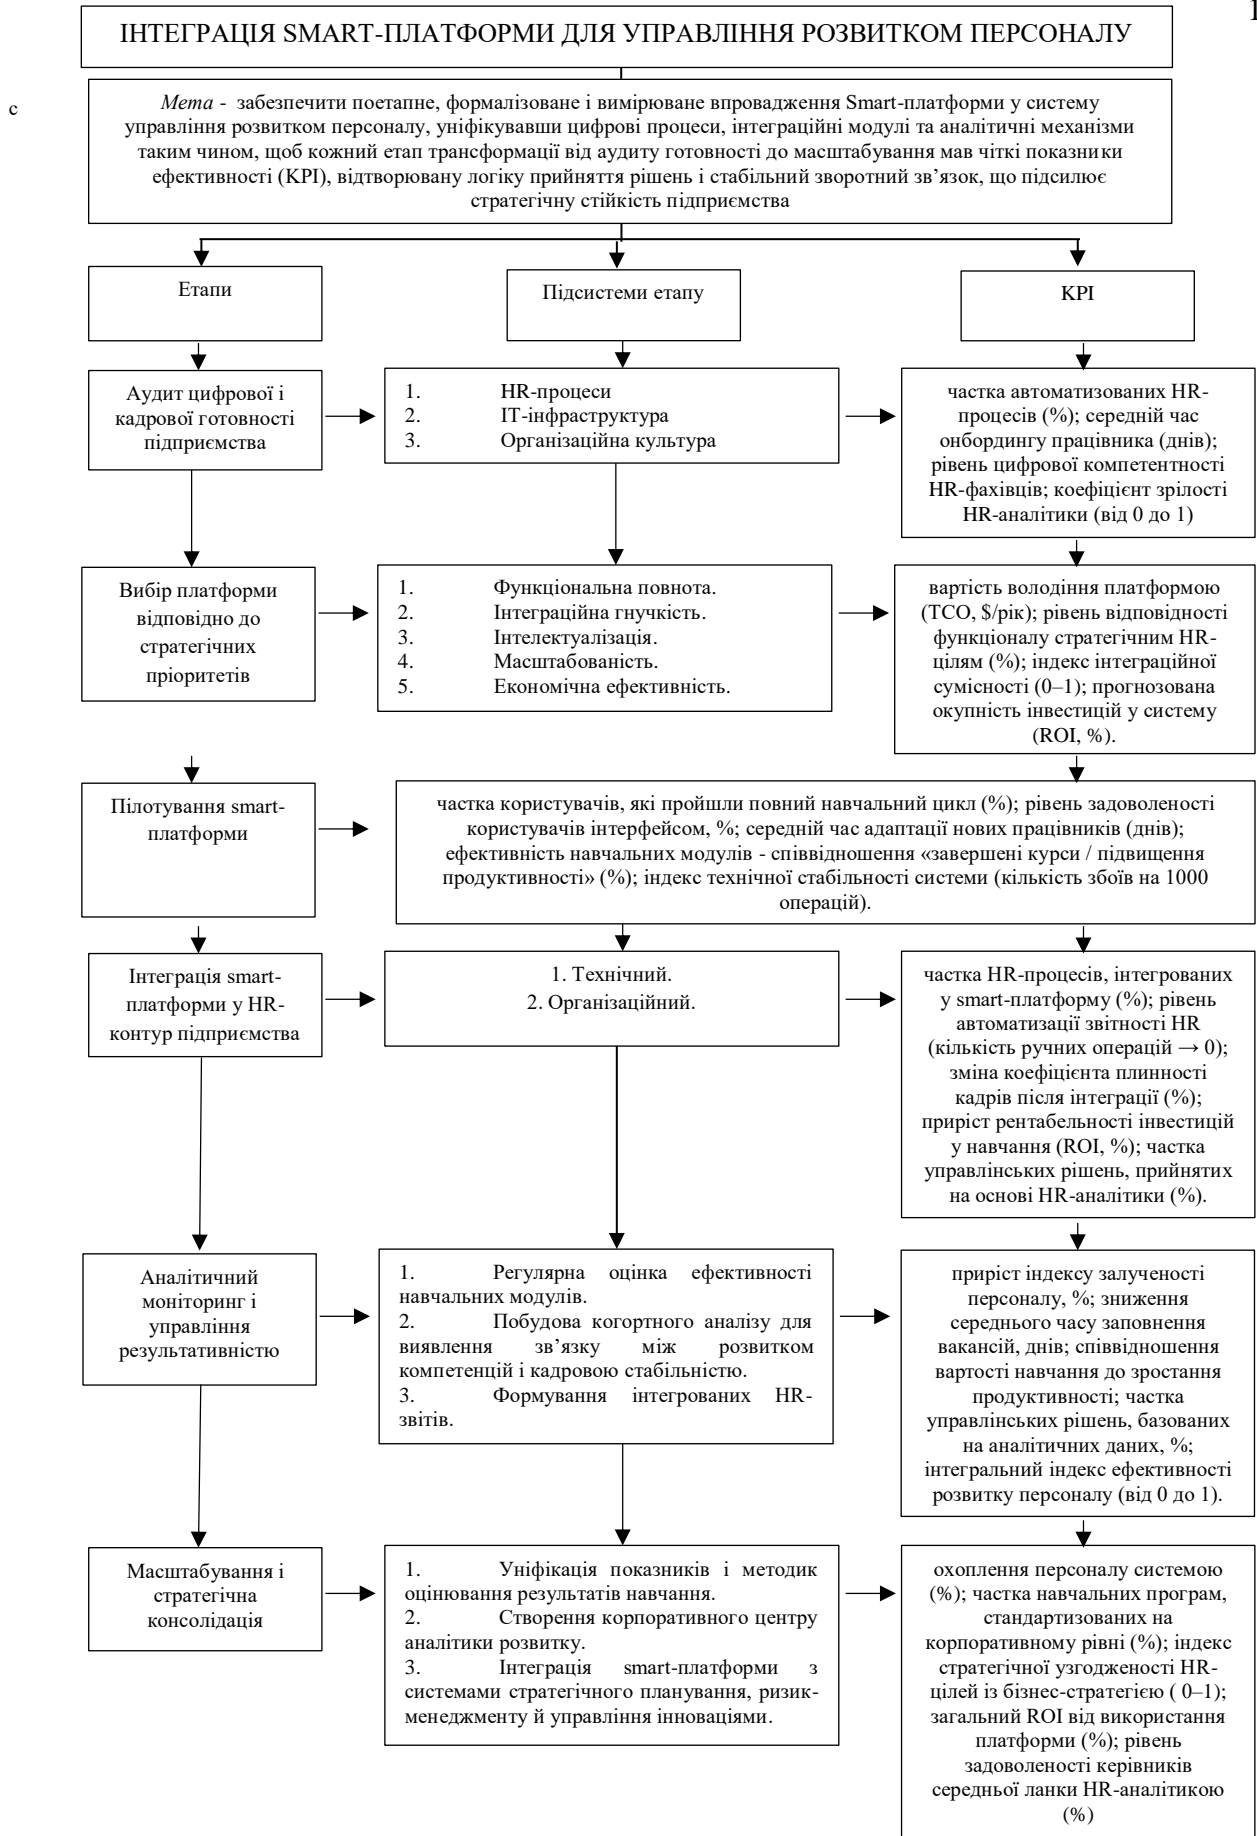 1
ІНТЕГРАЦІЯ SMART-ПЛАТФОРМИ ДЛЯ УПРАВЛІННЯ РОЗВИТКОМ ПЕРСОНАЛУ
с
Мета - забезпечити поетапне, формалізоване і вимірюване впровадження Smart-платформи у систему
управління розвитком персоналу, уніфікувавши цифрові процеси, інтеграційні модулі та аналітичні механізми
таким чином, щоб кожний етап трансформації від аудиту готовності до масштабування мав чіткі показники
ефективності (KPI), відтворювану логіку прийняття рішень і стабільний зворотний зв’язок, що підсилює
стратегічну стійкість підприємства
Етапи
Підсистеми етапу
KPI
Аудит цифрової і
кадрової готовності
підприємства
1. HR-процеси
2. IT-інфраструктура
3. Організаційна культура
частка автоматизованих HR-
процесів (%); середній час
онбордингу працівника (днів);
рівень цифрової компетентності
HR-фахівців; коефіцієнт зрілості
HR-аналітики (від 0 до 1)
Вибір платформи
відповідно до
стратегічних
пріоритетів
1. Функціональна повнота.
2. Інтеграційна гнучкість.
3. Інтелектуалізація.
4. Масштабованість.
5. Економічна ефективність.
вартість володіння платформою
(TCO, $/рік); рівень відповідності
функціоналу стратегічним HR-
цілям (%); індекс інтеграційної
сумісності (0–1); прогнозована
окупність інвестицій у систему
(ROI, %).
Пілотування smart-
платформи
частка користувачів, які пройшли повний навчальний цикл (%); рівень задоволеності
користувачів інтерфейсом, %; середній час адаптації нових працівників (днів);
ефективність навчальних модулів - співвідношення «завершені курси / підвищення
продуктивності» (%); індекс технічної стабільності системи (кількість збоїв на 1000
операцій).
Інтеграція smart-
платформи у HR-
контур підприємства
1. Технічний.
2. Організаційний.
частка HR-процесів, інтегрованих
у smart-платформу (%); рівень
автоматизації звітності HR
(кількість ручних операцій → 0);
зміна коефіцієнта плинності
кадрів після інтеграції (%);
приріст рентабельності інвестицій
у навчання (ROI, %); частка
управлінських рішень, прийнятих
на основі HR-аналітики (%).
Аналітичний
моніторинг і
управління
результативністю
1. Регулярна оцінка ефективності
навчальних модулів.
2. Побудова когортного аналізу для
виявлення зв’язку між розвитком
компетенцій і кадровою стабільністю.
3. Формування інтегрованих HR-
звітів.
приріст індексу залученості
персоналу, %; зниження
середнього часу заповнення
вакансій, днів; співвідношення
вартості навчання до зростання
продуктивності; частка
управлінських рішень, базованих
на аналітичних даних, %;
інтегральний індекс ефективності
розвитку персоналу (від 0 до 1).
Масштабування і
стратегічна
консолідація
1. Уніфікація показників і методик
оцінювання результатів навчання.
2. Створення корпоративного центру
аналітики розвитку.
3. Інтеграція smart-платформи з
системами стратегічного планування, ризик-
менеджменту й управління інноваціями.
охоплення персоналу системою
(%); частка навчальних програм,
стандартизованих на
корпоративному рівні (%); індекс
стратегічної узгодженості HR-
цілей із бізнес-стратегією ( 0–1);
загальний ROI від використання
платформи (%); рівень
задоволеності керівників
середньої ланки HR-аналітикою
(%)